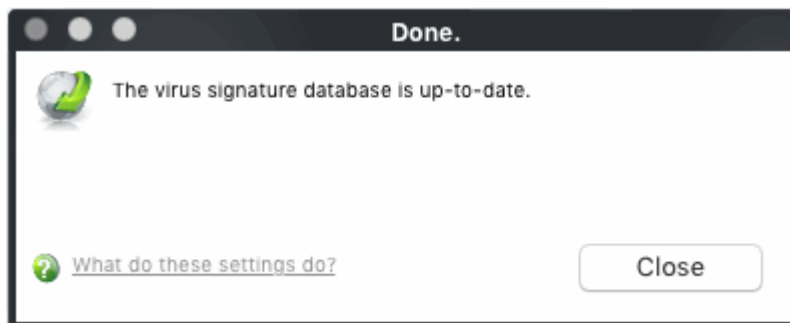 Done.
The virus signature database is up-to-date.
What do these settings do?
Close